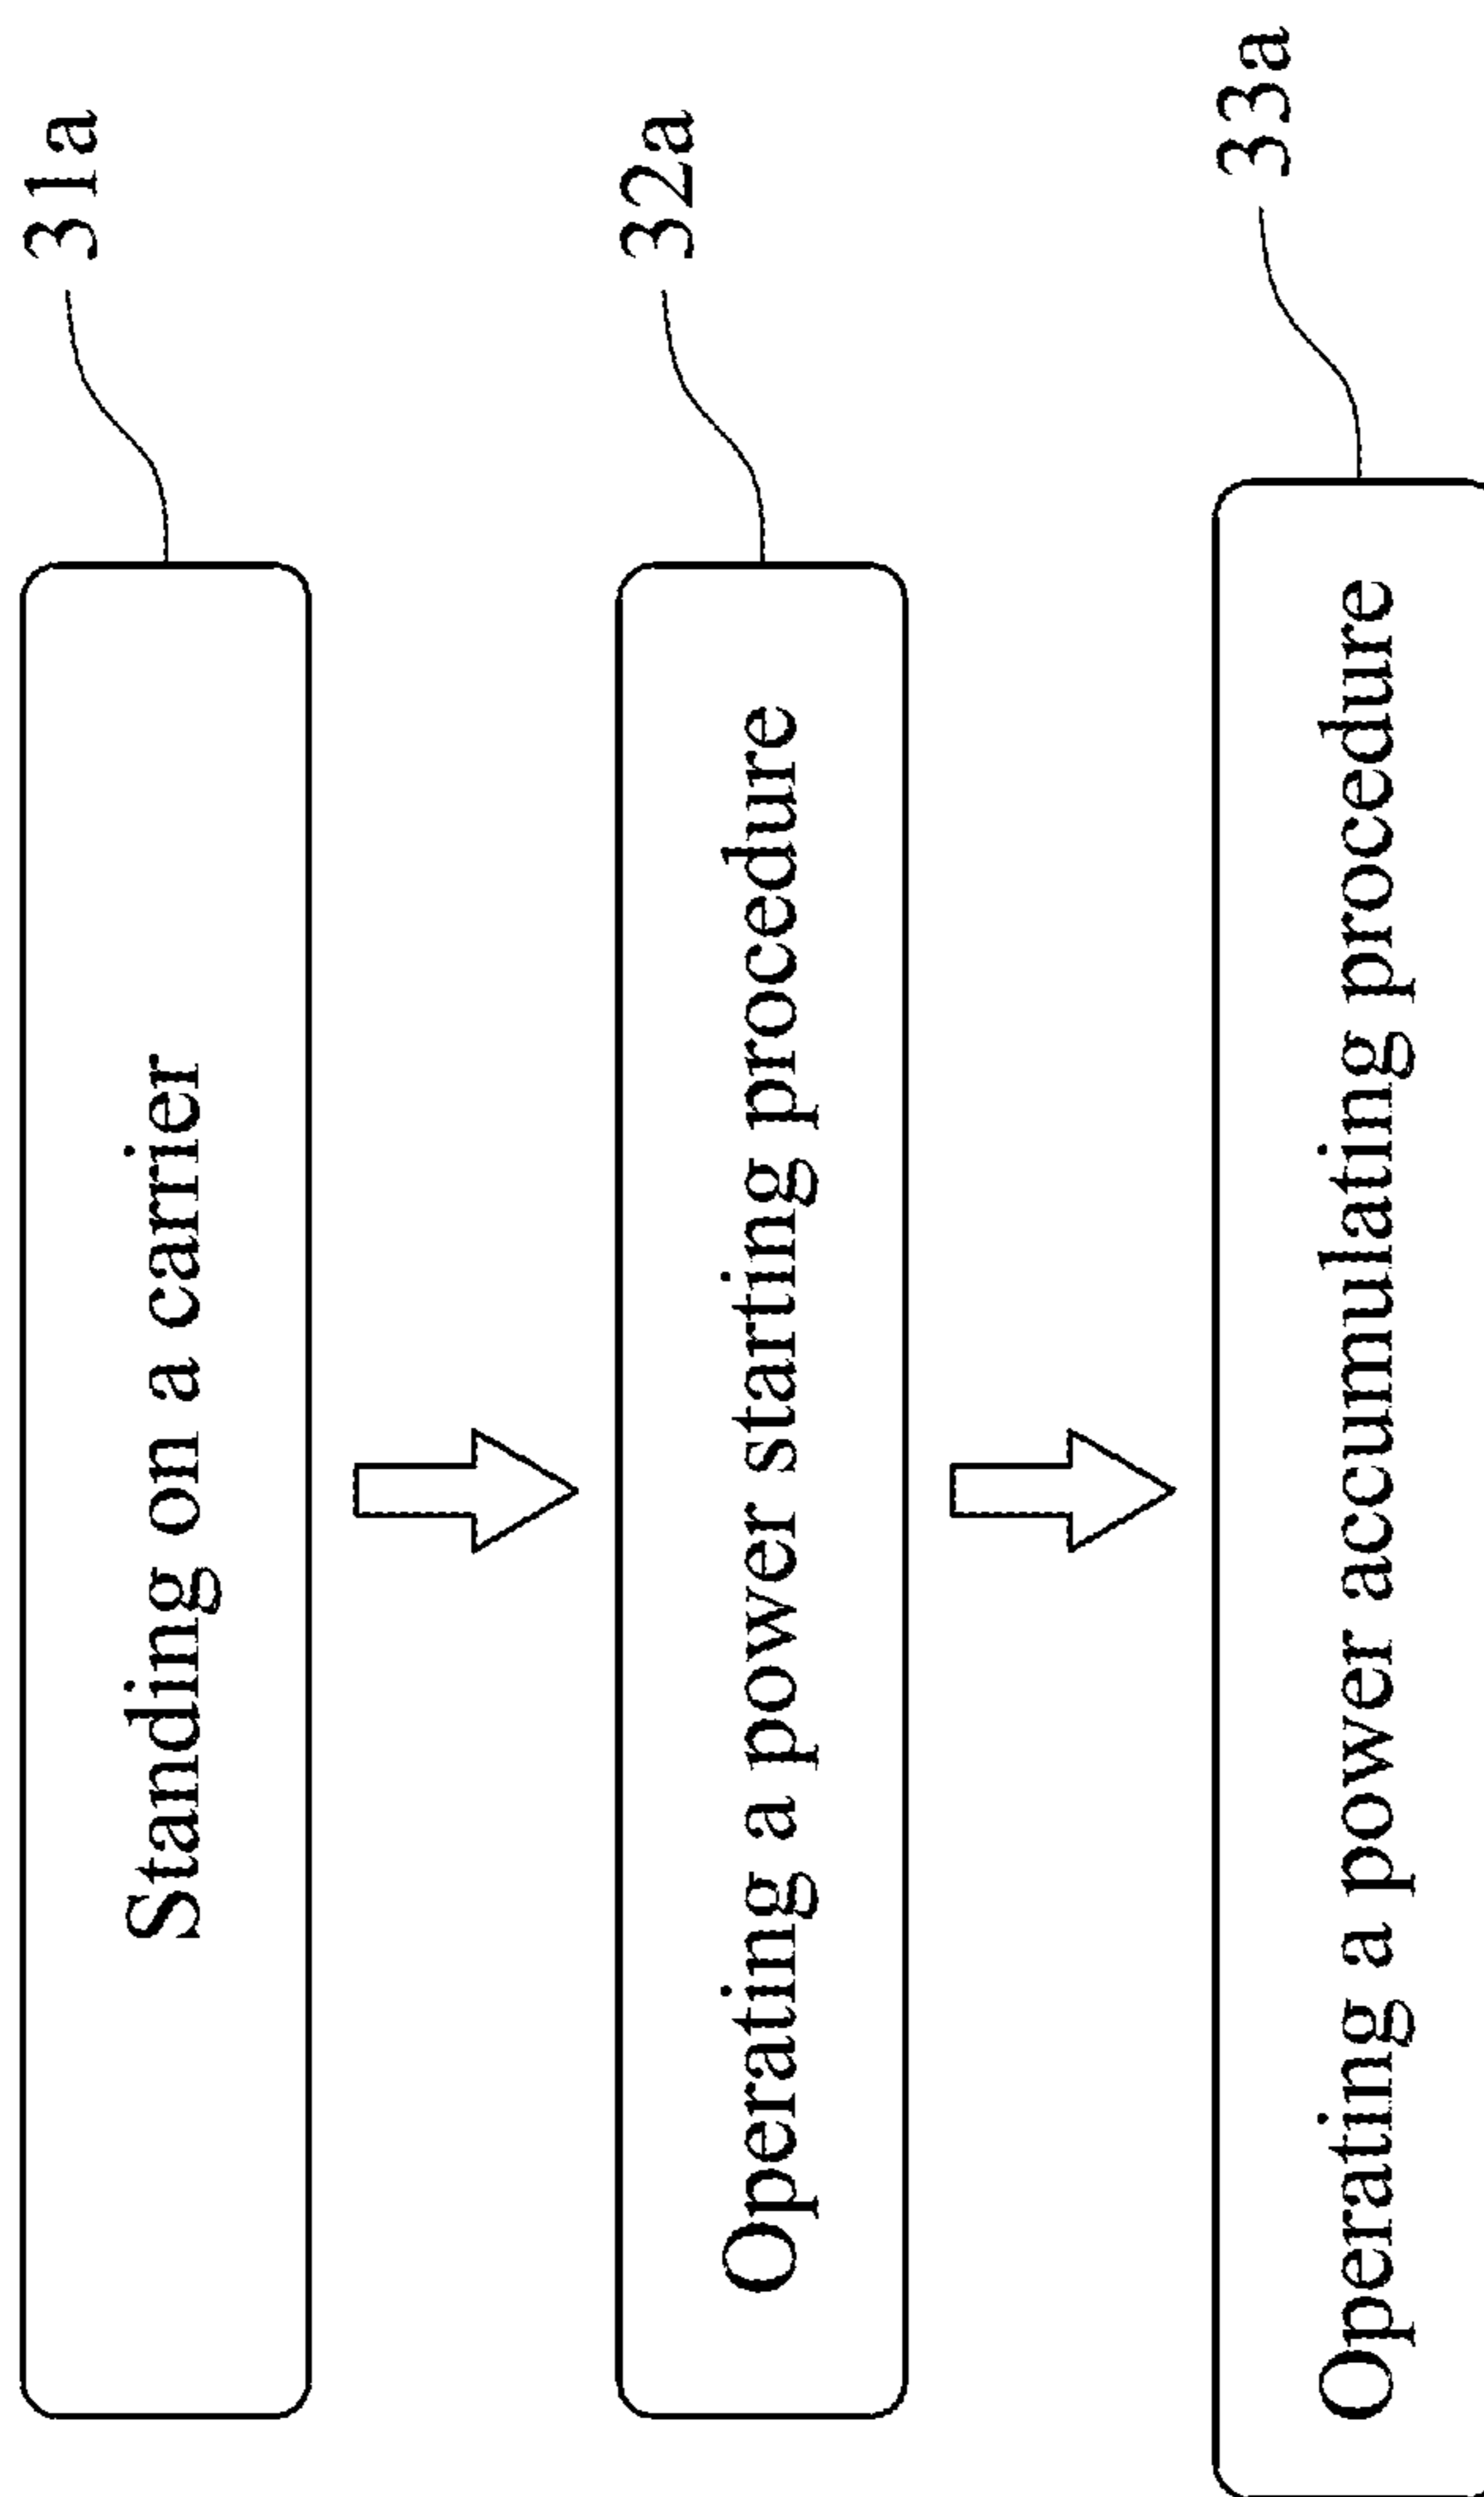 Standing on a carrier
31a
Operating a power starting procedure
32a
Operating a power accumulating procedure
33a